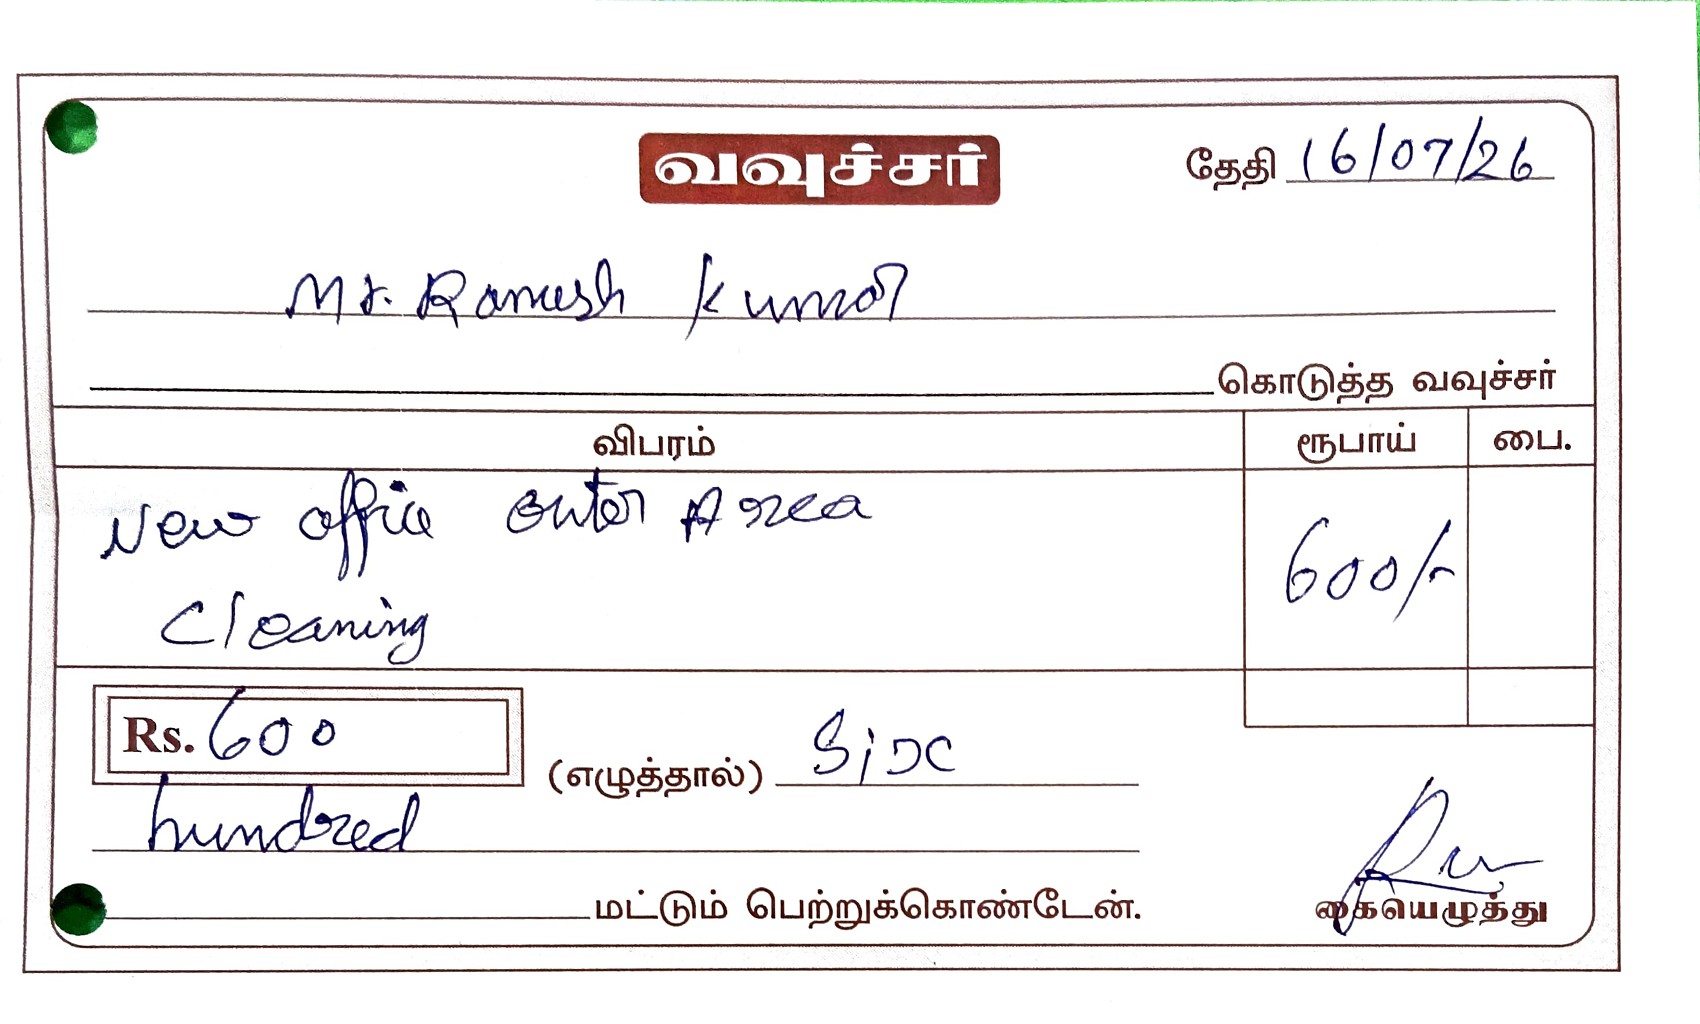 வவுச்சர்
தேதி 16/07/26
Mr. Ramesh Kumar
கொடுத்த வவுச்சர்
விபரம் ரூபாய் பை.
New office outer Area 600/-
Cleaning
Rs. 600 (எழுத்தால்) Six
hundred
மட்டும் பெற்றுக்கொண்டேன். கையெழுத்து